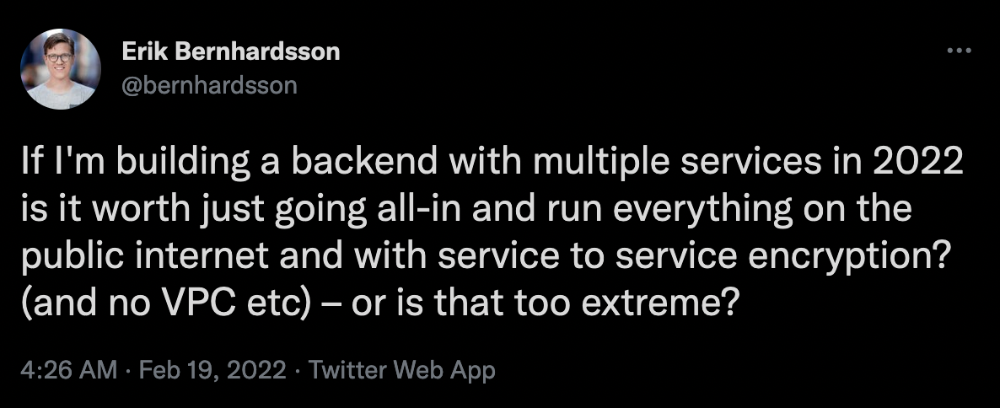 Erik Bernhardsson
@bernhardsson
If I'm building a backend with multiple services in 2022
is it worth just going all-in and run everything on the
public internet and with service to service encryption?
(and no VPC etc) – or is that too extreme?
4:26 AM · Feb 19, 2022 · Twitter Web App